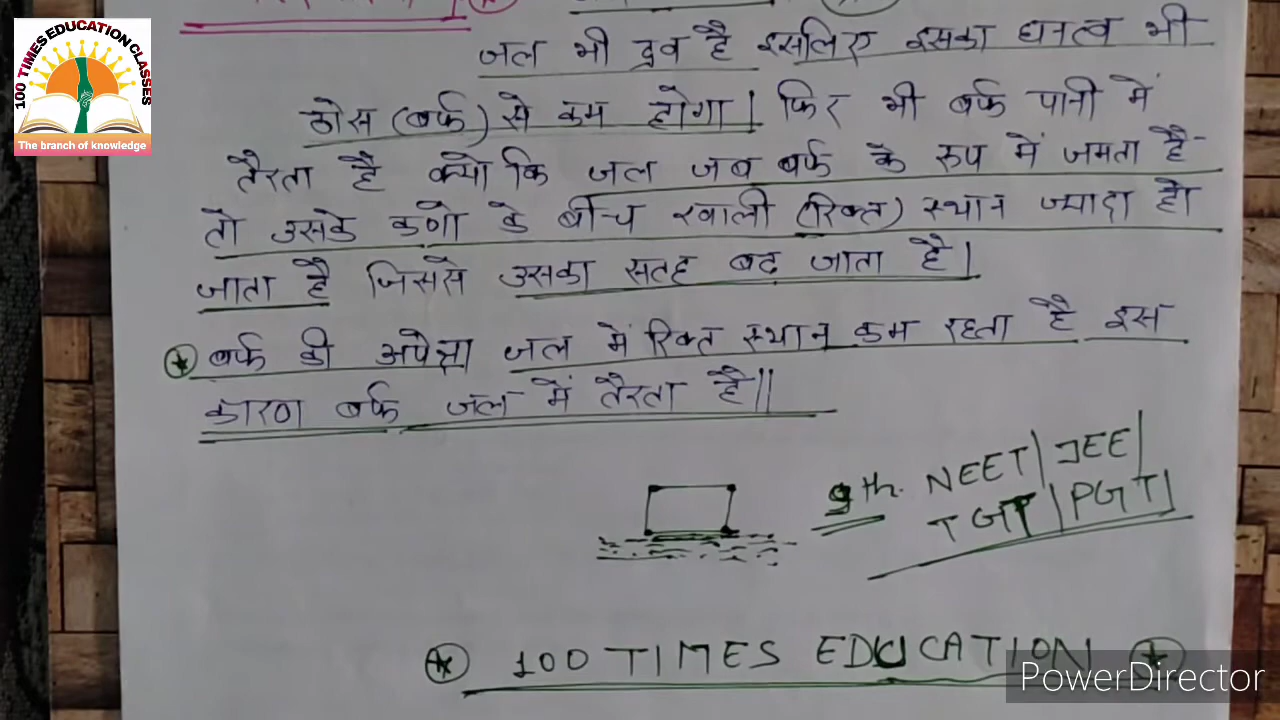 100 TIMES EDUCATION CLASSES
The branch of knowledge
जल भी द्रव है इसलिए इसका घनत्व भी
ठोस (बर्फ) से कम होगा। फिर भी बर्फ पानी में
तैरता है क्यो कि जल जब बर्फ के रूप में जमता है
तो उसके कणो के बीच खाली (रिक्त) स्थान ज्यादा हो
जाता है जिससे उसका सतह बढ़ जाता है।
बर्फ की अपेक्षा जल में रिक्त स्थान कम रहता है इस
कारण बर्फ जल में तैरता है॥
9th. NEET| JEE|
TGT |PGT|
100 TIMES EDUCATION
PowerDirector